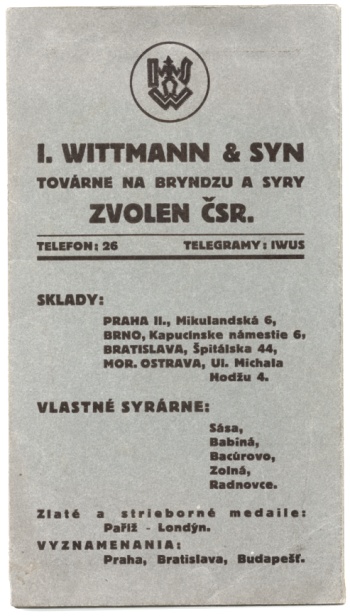 I. WITTMANN & SYN
TOVÁRNE NA BRYNDZU A SYRY
ZVOLEN ČSR.
TELEFON: 26 TELEGRAMY: IWUS
SKLADY:
PRAHA II., Mikulandská 6,
BRNO, Kapucinske námestie 6,
BRATISLAVA, Špitálska 44,
MOR. OSTRAVA, Ul. Michala
Hodžu 4.
VLASTNÉ SYRÁRNE:
Sása,
Babiná,
Bacúrovo,
Zolná,
Radnovce.
Zlaté a strieborné medaile:
Paříž - Londýn.
VYZNAMENANIA:
Praha, Bratislava, Budapešť.